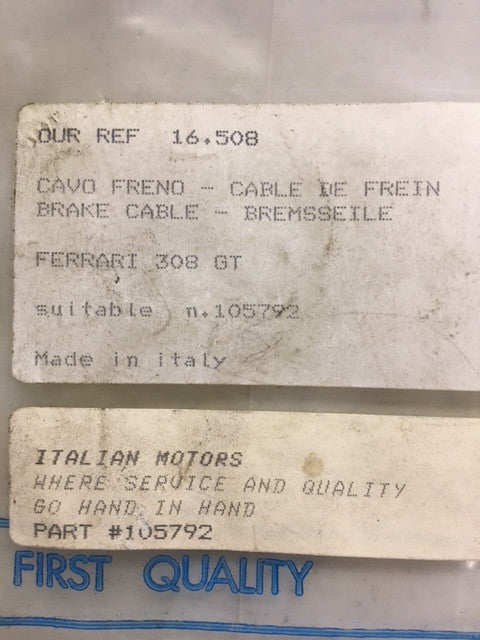 OUR REF 16.508
CAVO FRENO - CABLE DE FREIN
BRAKE CABLE - BREMSSEILE
FERRARI 308 GT
suitable n.105792
Made in italy
ITALIAN MOTORS
WHERE SERVICE AND QUALITY
GO HAND IN HAND
PART #105792
FIRST QUALITY